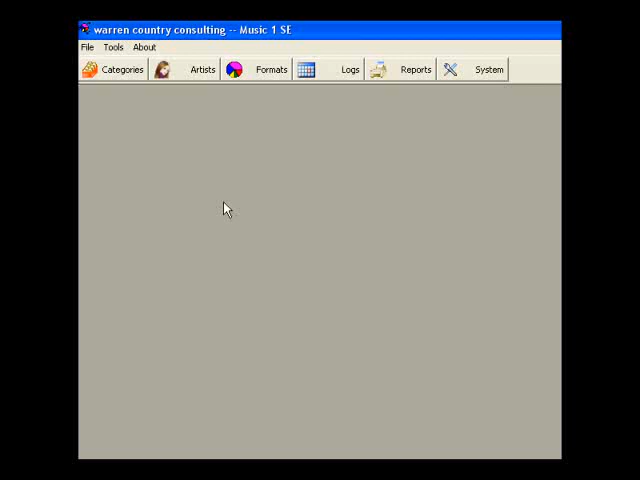 warren country consulting -- Music 1 SE
File Tools About
Categories Artists Formats Logs Reports System